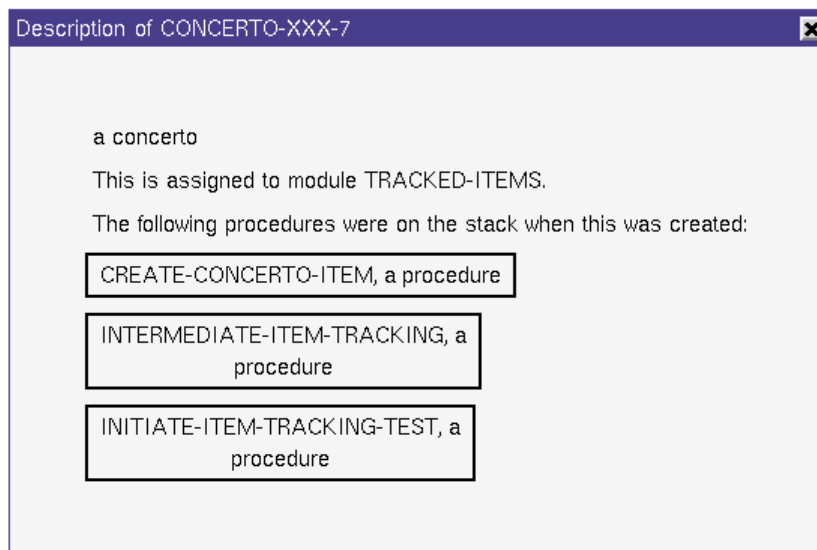 Description of CONCERTO-XXX-7
a concerto
This is assigned to module TRACKED-ITEMS.
The following procedures were on the stack when this was created:
CREATE-CONCERTO-ITEM, a procedure
INTERMEDIATE-ITEM-TRACKING, a
procedure
INITIATE-ITEM-TRACKING-TEST, a
procedure